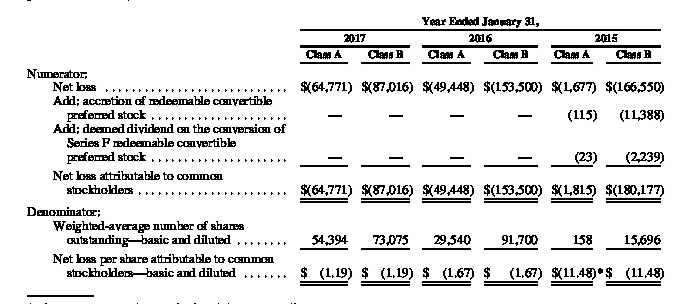 Year Ended January 31,
2017 2016 2015
Class A Class B Class A Class B Class A Class B
Numerator:
Net loss . . . . . . . . . . . . . . . . . . . . . . . . . . . . $(64,771) $(87,016) $(49,448) $(153,500) $(1,677) $(166,550)
Add: accretion of redeemable convertible
preferred stock . . . . . . . . . . . . . . . . . . . . . — — — — (115) (11,388)
Add: deemed dividend on the conversion of
Series F redeemable convertible
preferred stock . . . . . . . . . . . . . . . . . . . . . — — — — (23) (2,239)
Net loss attributable to common
stockholders . . . . . . . . . . . . . . . . . . . . . . . $(64,771) $(87,016) $(49,448) $(153,500) $(1,815) $(180,177)
Denominator:
Weighted-average number of shares
outstanding—basic and diluted . . . . . . . . 54,394 73,075 29,540 91,700 158 15,696
Net loss per share attributable to common
stockholders—basic and diluted . . . . . . . $ (1.19) $ (1.19) $ (1.67) $ (1.67) $(11.48)* $ (11.48)